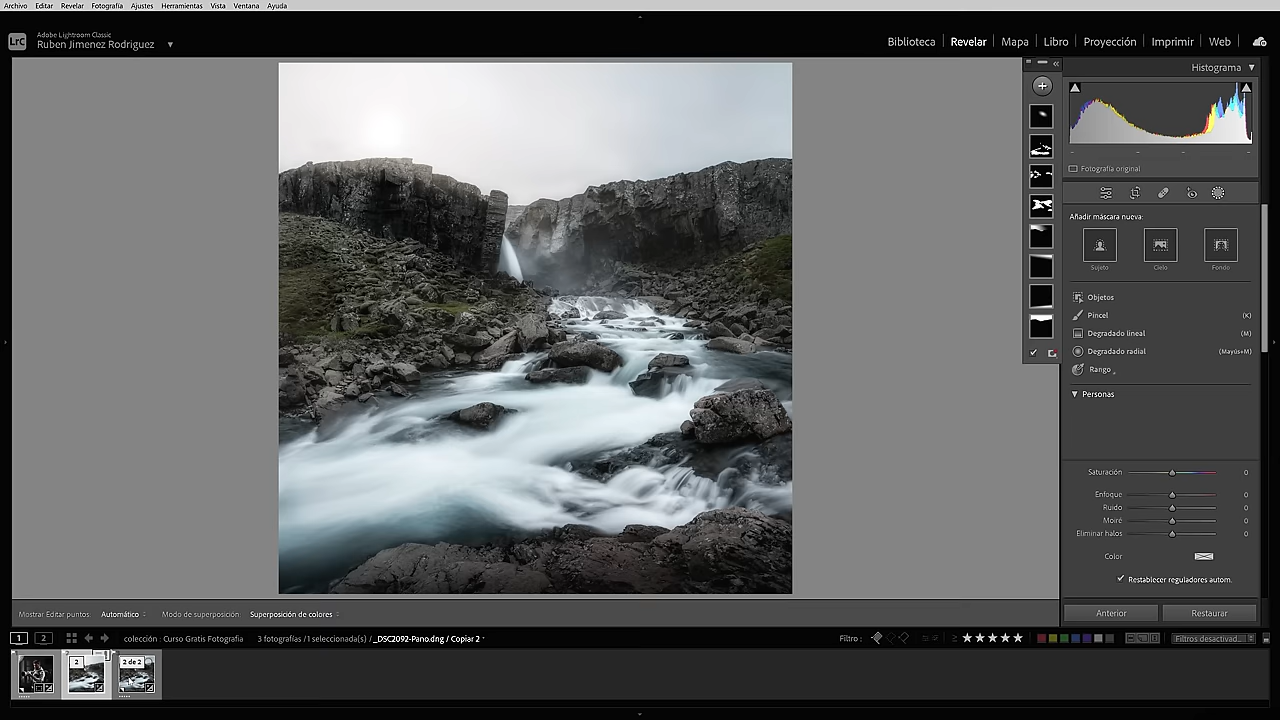 Archivo Editar Revelar Fotografía Ajustes Herramientas Vista Ventana Ayuda
LrC
Adobe Lightroom Classic
Ruben Jimenez Rodriguez
Biblioteca Revelar Mapa Libro Proyección Imprimir Web
Histograma
Fotografía original
Añadir máscara nueva:
Sujeto Cielo Fondo
Objetos
Pincel (K)
Degradado lineal (M)
Degradado radial (Mayús+M)
Rango
Personas
Saturación 0
Enfoque 0
Ruido 0
Moiré 0
Eliminar halos 0
Color
Restablecer reguladores autom.
Mostrar Editar puntos: Automático Modo de superposición: Superposición de colores
Anterior Restaurar
1 2 colección : Curso Gratis Fotografia 3 fotografías /1 seleccionada(s) /_DSC2092-Pano.dng / Copiar 2 Filtro : Filtros desactivad...
2
2 de 2